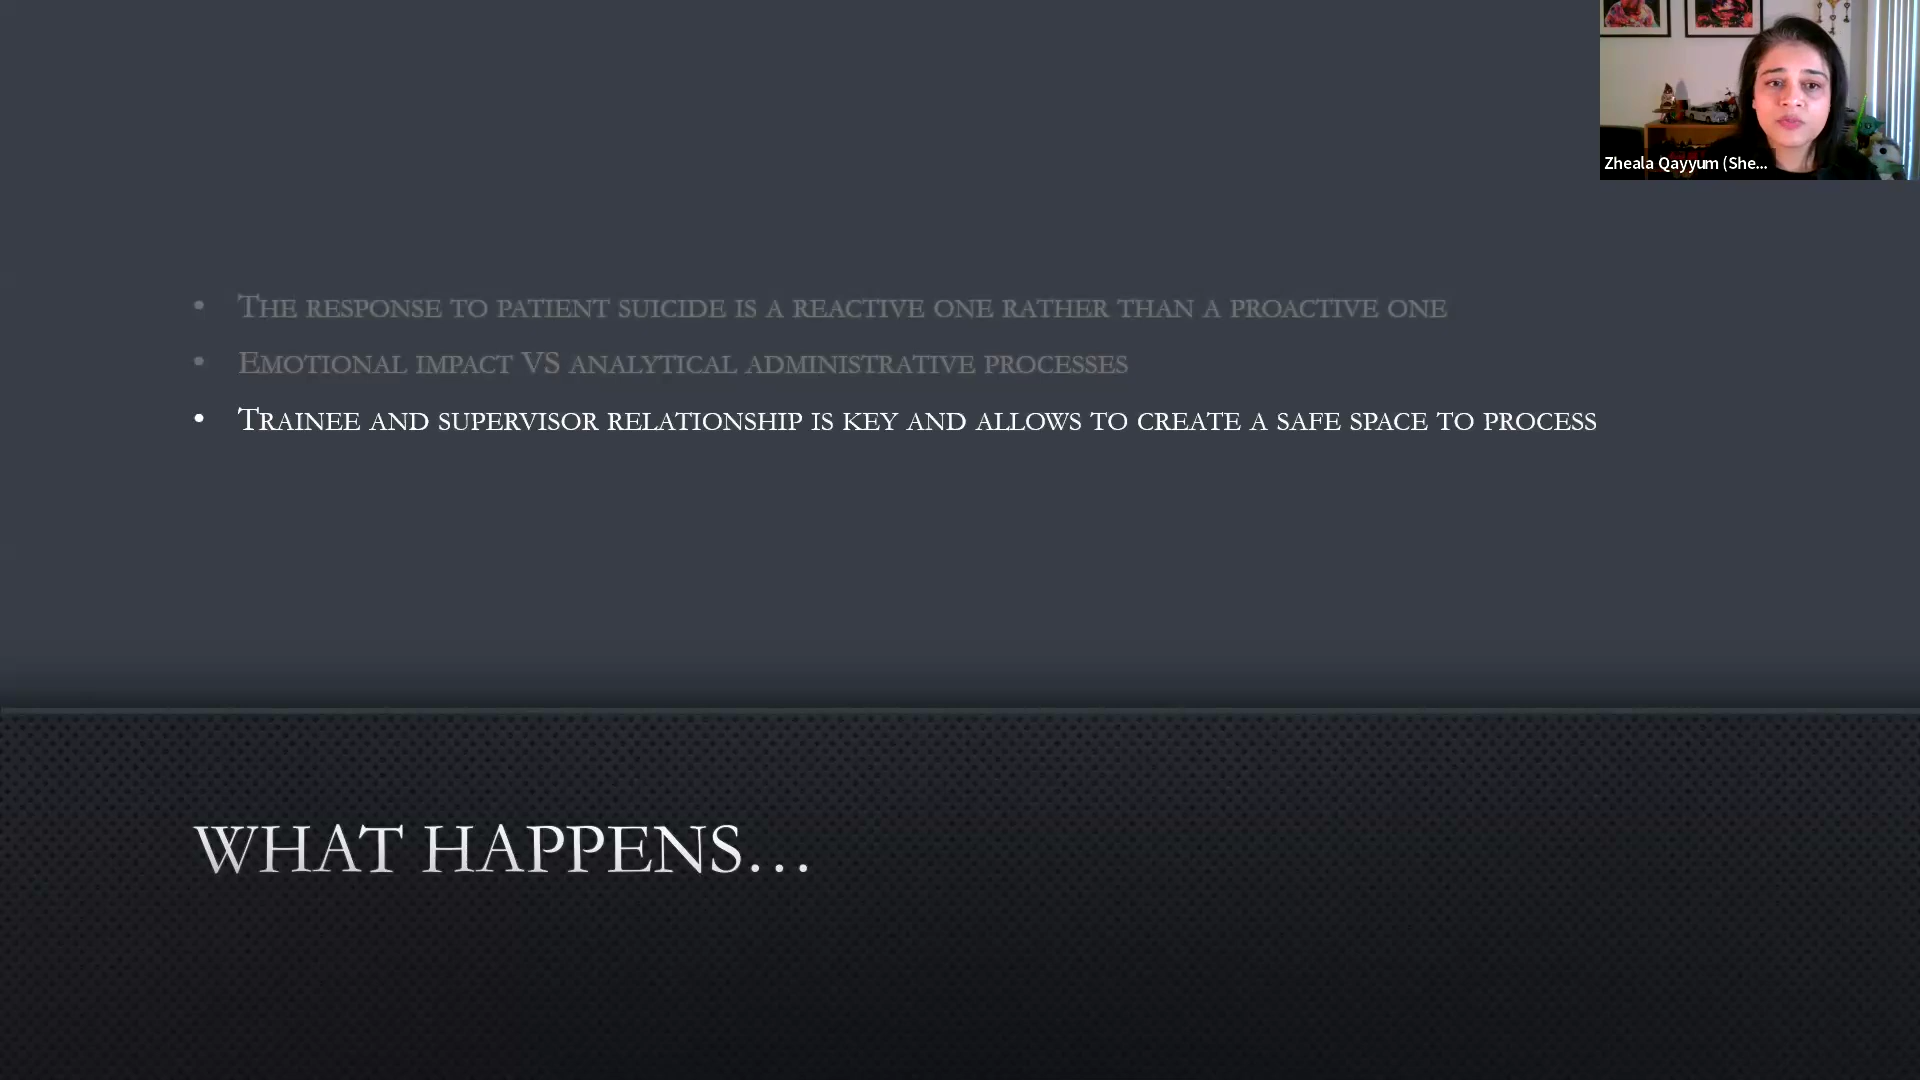 Zheala Qayyum (She...
• The response to patient suicide is a reactive one rather than a proactive one
• Emotional impact VS analytical administrative processes
• Trainee and supervisor relationship is key and allows to create a safe space to process
WHAT HAPPENS...